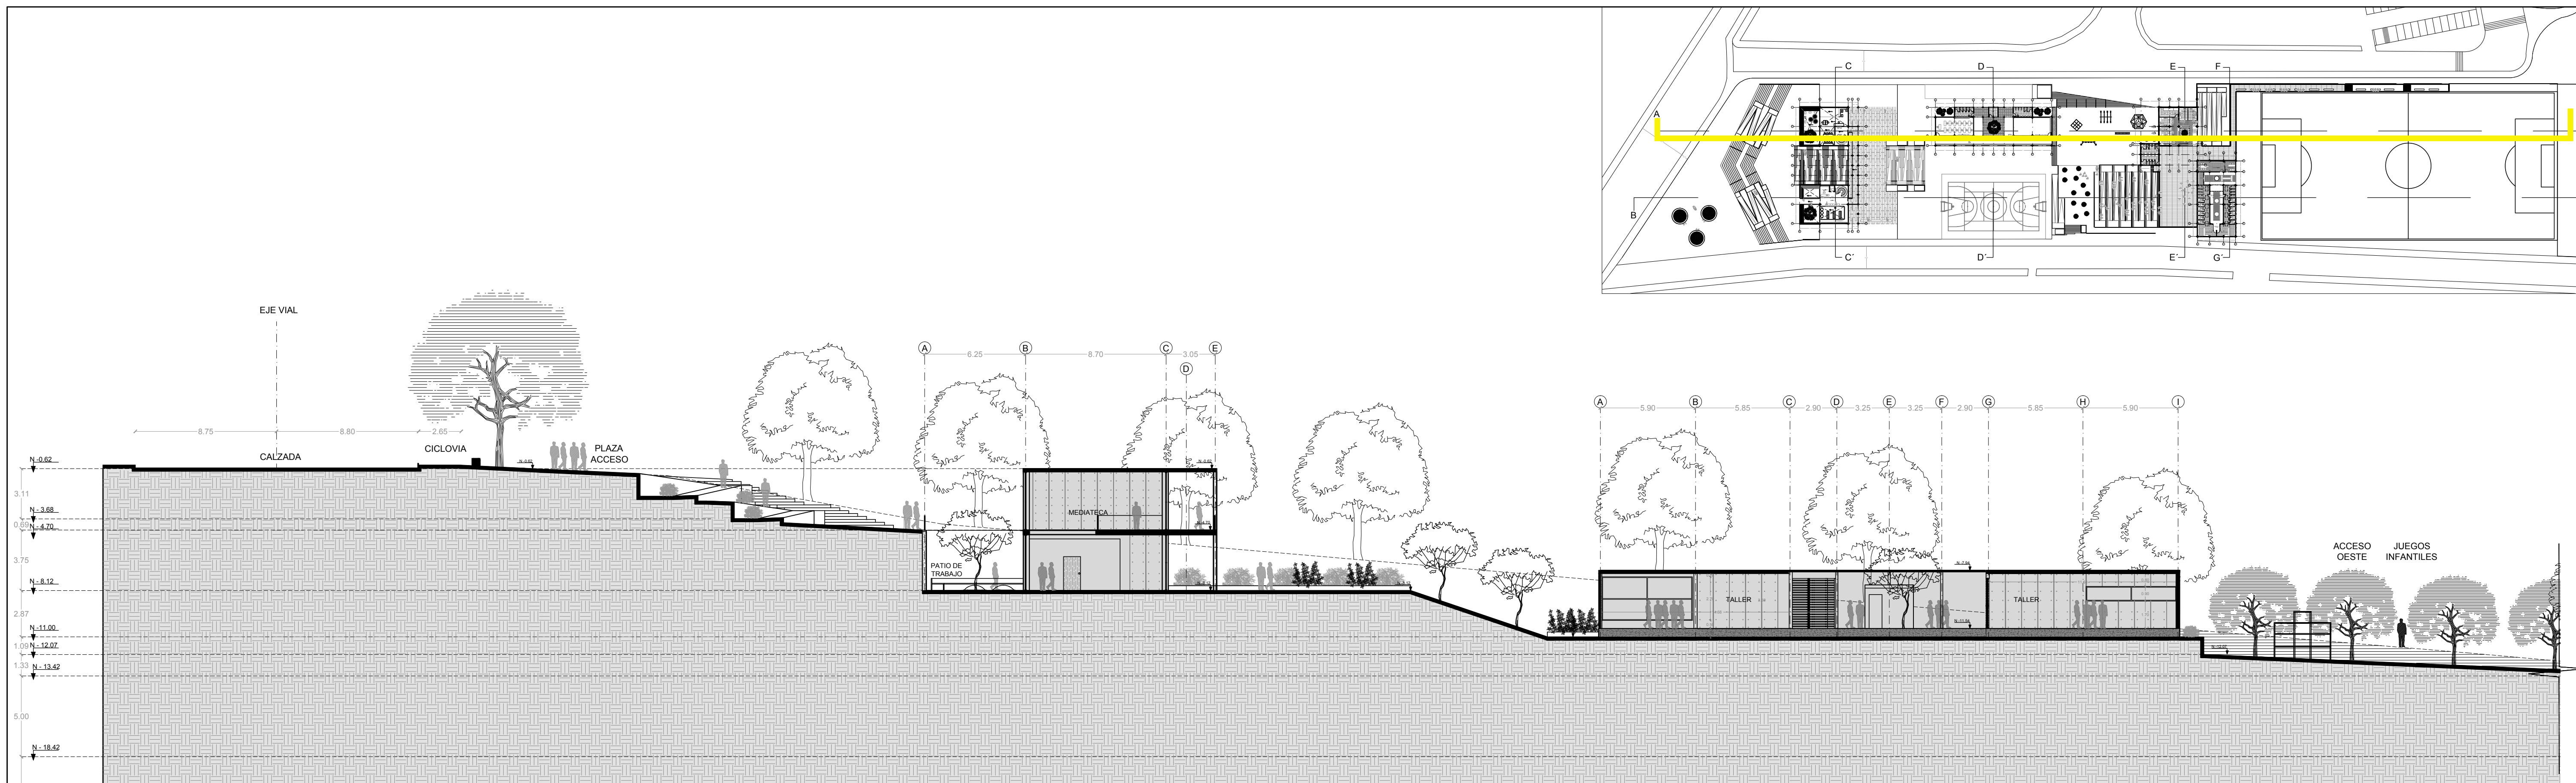 C
D
E
F
A
B
C´
D´
E´
G´
EJE VIAL
A
B
C
E
6.25
8.70
3.05
D
A
B
C
D
E
F
G
H
I
5.90
5.85
2.90
3.25
3.25
2.90
5.85
5.90
8.75
8.80
2.65
CICLOVIA
PLAZA
ACCESO
CALZADA
N -0.62
3.11
N - 3.68
0.69
N - 4.70
3.75
N - 8.12
2.87
N -11.00
1.09
N - 12.07
1.33
N - 13.42
5.00
N - 18.42
MEDIATECA
PATIO DE
TRABAJO
TALLER
TALLER
ACCESO
OESTE
JUEGOS
INFANTILES